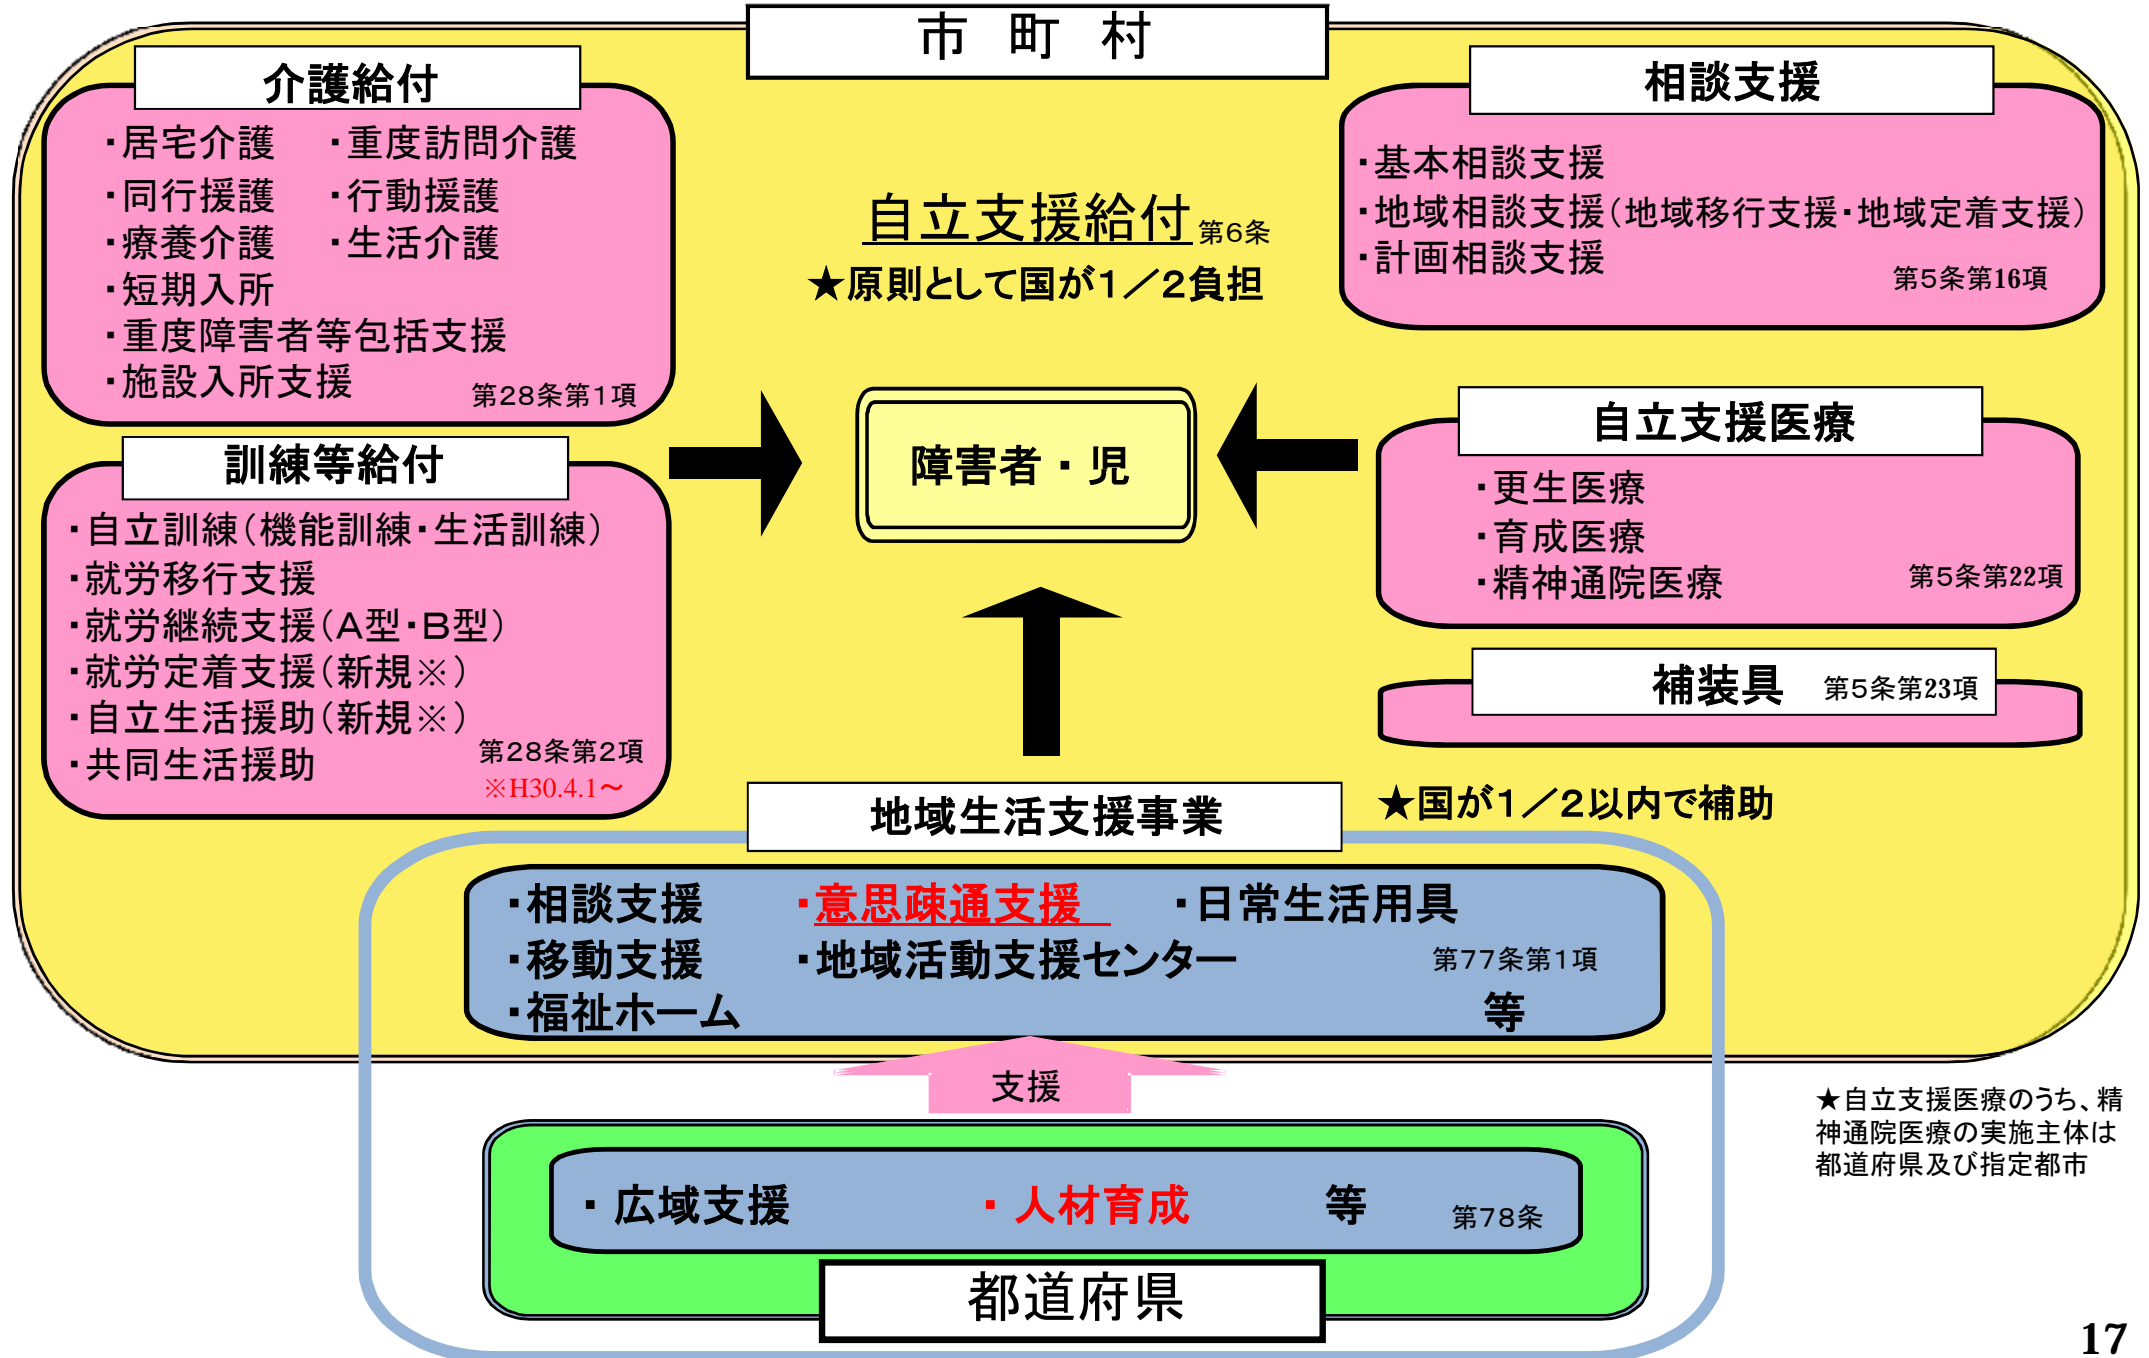 市 町 村
介護給付
・居宅介護 ・重度訪問介護
・同行援護 ・行動援護
・療養介護 ・生活介護
・短期入所
・重度障害者等包括支援
・施設入所支援 第28条第1項
訓練等給付
・自立訓練(機能訓練・生活訓練)
・就労移行支援
・就労継続支援(A型・B型)
・就労定着支援(新規※)
・自立生活援助(新規※)
・共同生活援助 第28条第2項
※H30.4.1～
自立支援給付 第6条
★原則として国が1／2負担
障害者・児
相談支援
・基本相談支援
・地域相談支援(地域移行支援・地域定着支援)
・計画相談支援
第5条第16項
自立支援医療
・更生医療
・育成医療
・精神通院医療 第5条第22項
補装具 第5条第23項
★国が1／2以内で補助
地域生活支援事業
・相談支援 ・意思疎通支援 ・日常生活用具
・移動支援 ・地域活動支援センター 第77条第1項
・福祉ホーム 等
支援
・広域支援 ・人材育成 等 第78条
都道府県
★自立支援医療のうち、精
神通院医療の実施主体は
都道府県及び指定都市
17